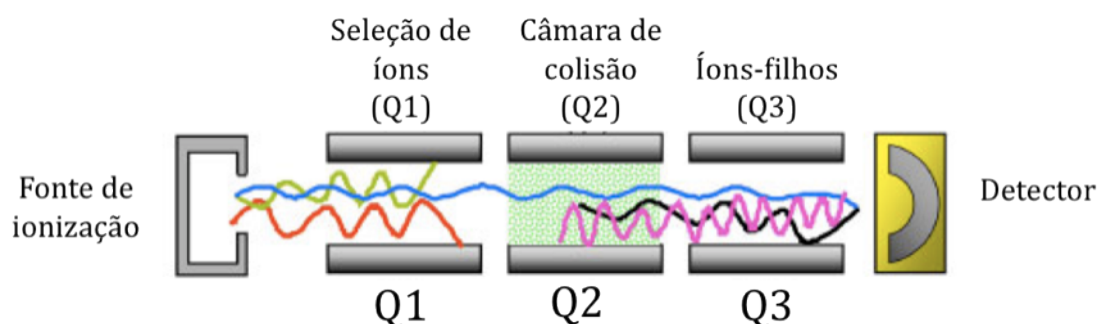 Seleção de
íons
(Q1)
Câmara de
colisão
(Q2)
Íons-filhos
(Q3)
Fonte de
ionização
Detector
Q1
Q2
Q3